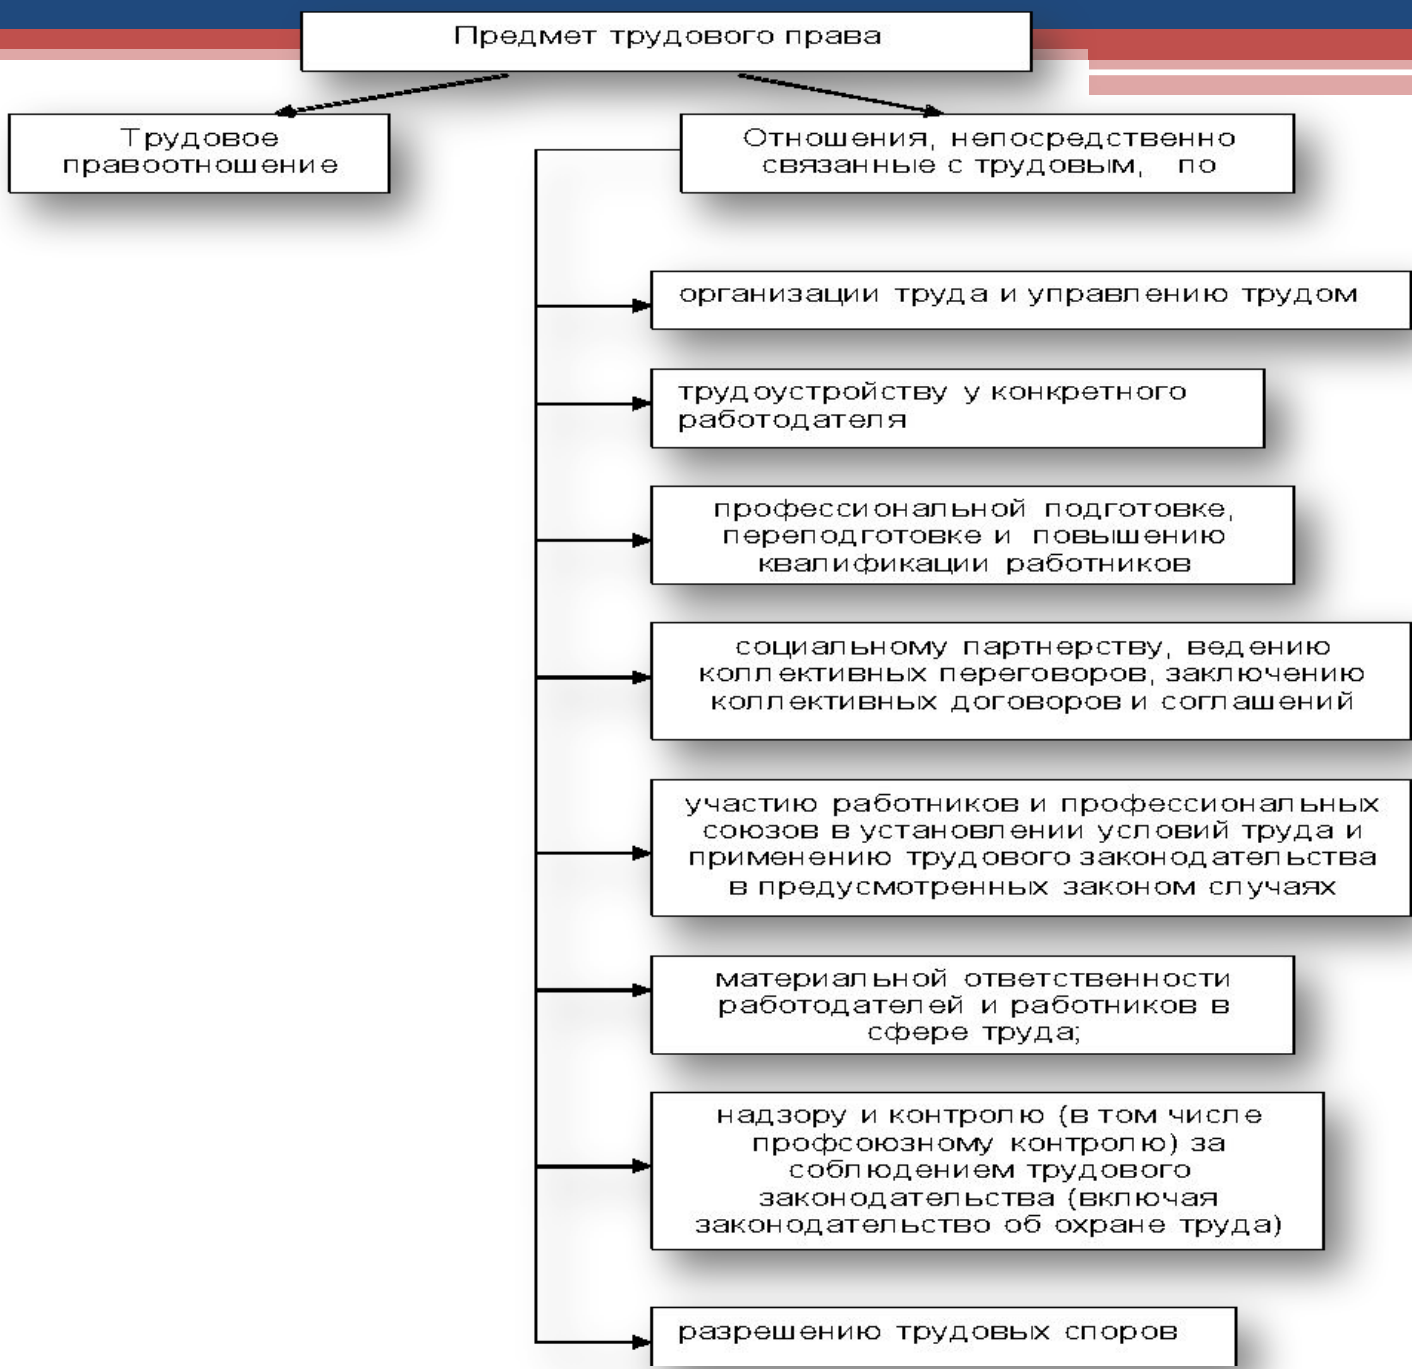 Предмет трудового права
Трудовое
правоотношение
Отношения, непосредственно
связанные с трудовым, по
организации труда и управлению трудом
трудоустройству у конкретного
работодателя
профессиональной подготовке,
переподготовке и повышению
квалификации работников
социальному партнерству, ведению
коллективных переговоров, заключению
коллективных договоров и соглашений
участию работников и профессиональных
союзов в установлении условий труда и
применению трудового законодательства
в предусмотренных законом случаях
материальной ответственности
работодателей и работников в
сфере труда;
надзору и контролю (в том числе
профсоюзному контролю) за
соблюдением трудового
законодательства (включая
законодательство об охране труда)
разрешению трудовых споров